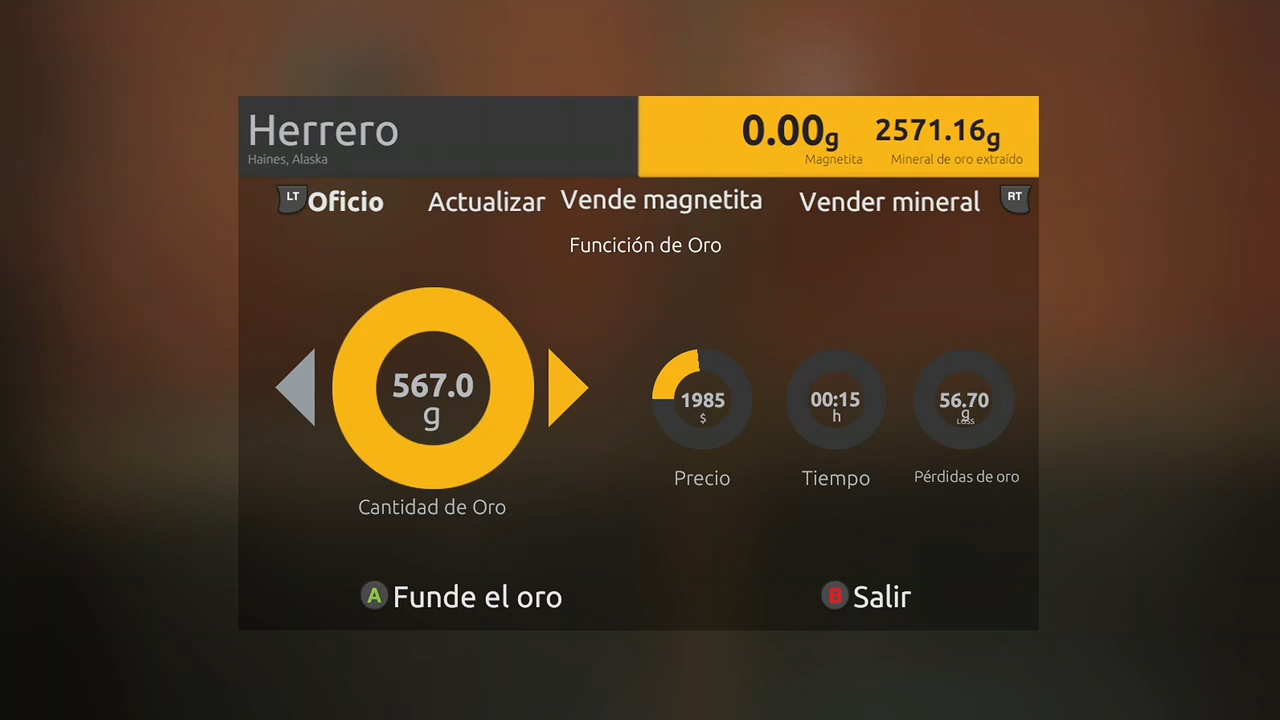 Herrero
Haines, Alaska
0.00g
Magnetita
2571.16g
Mineral de oro extraído
LT Oficio Actualizar Vende magnetita Vender mineral RT
Funcición de Oro
567.0
g
Cantidad de Oro
1985
$
Precio
00:15
h
Tiempo
56.70
g
LOSS
Pérdidas de oro
A Funde el oro
B Salir